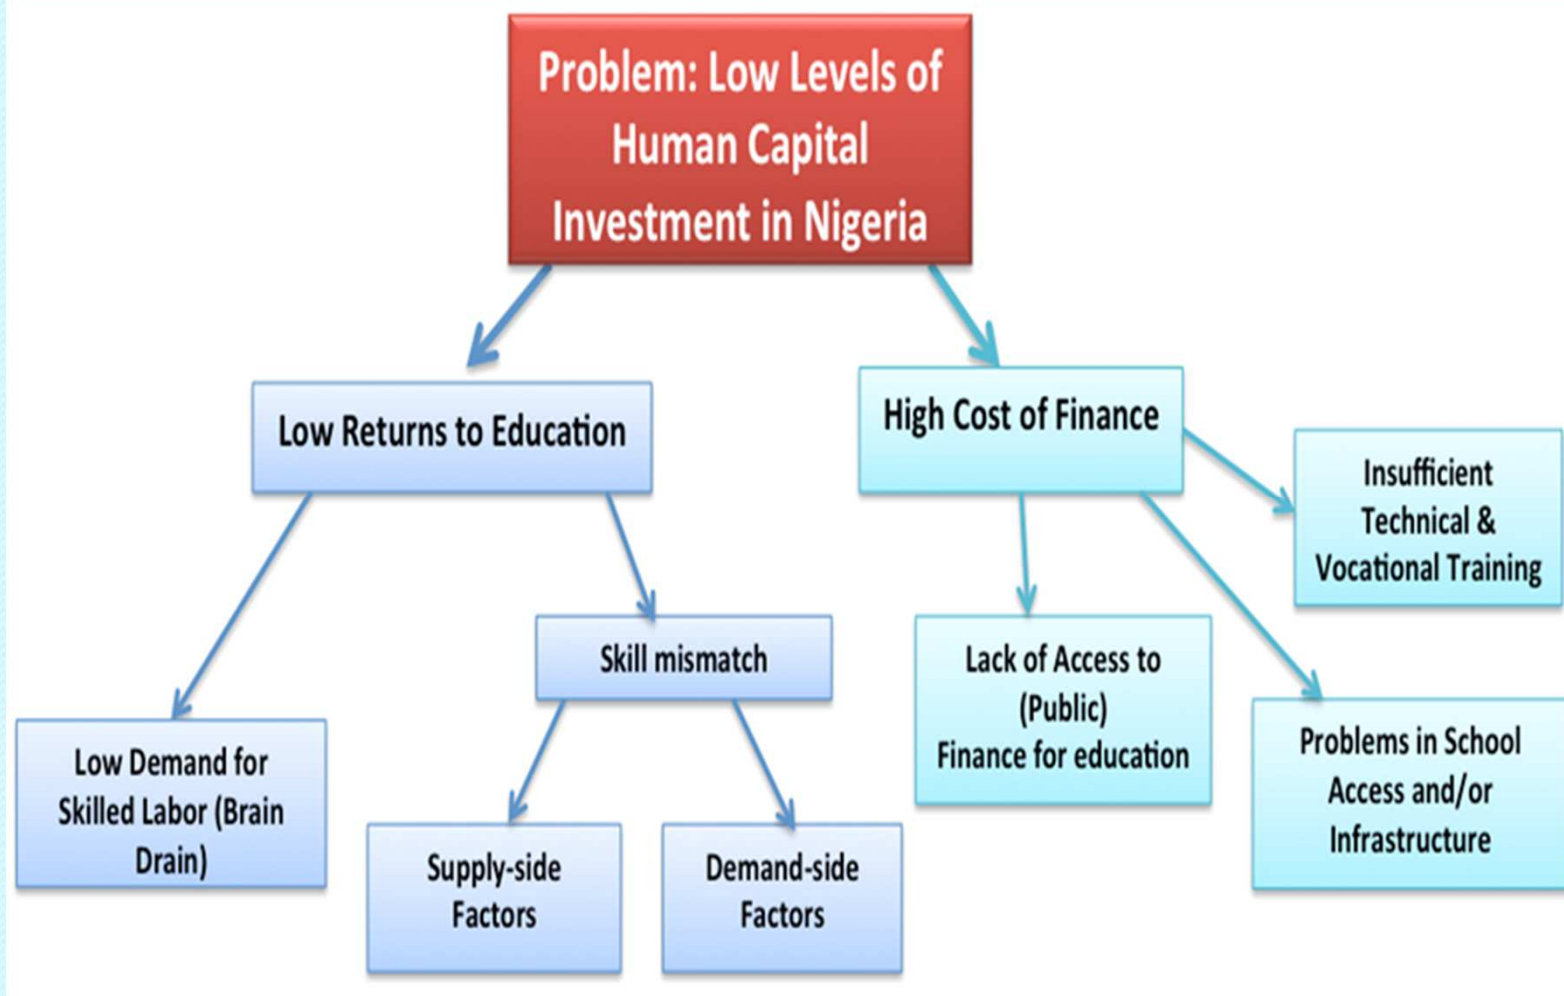 Problem: Low Levels of
Human Capital
Investment in Nigeria
Low Returns to Education
High Cost of Finance
Insufficient
Technical &
Vocational Training
Skill mismatch
Lack of Access to
(Public)
Finance for education
Low Demand for
Skilled Labor (Brain
Drain)
Problems in School
Access and/or
Infrastructure
Supply-side
Factors
Demand-side
Factors